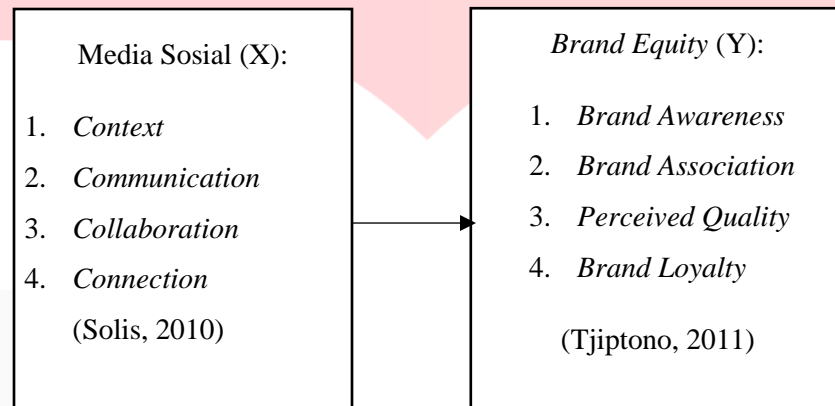 Media Sosial (X):
1. Context
2. Communication
3. Collaboration
4. Connection
(Solis, 2010)
Brand Equity (Y):
1. Brand Awareness
2. Brand Association
3. Perceived Quality
4. Brand Loyalty
(Tjiptono, 2011)